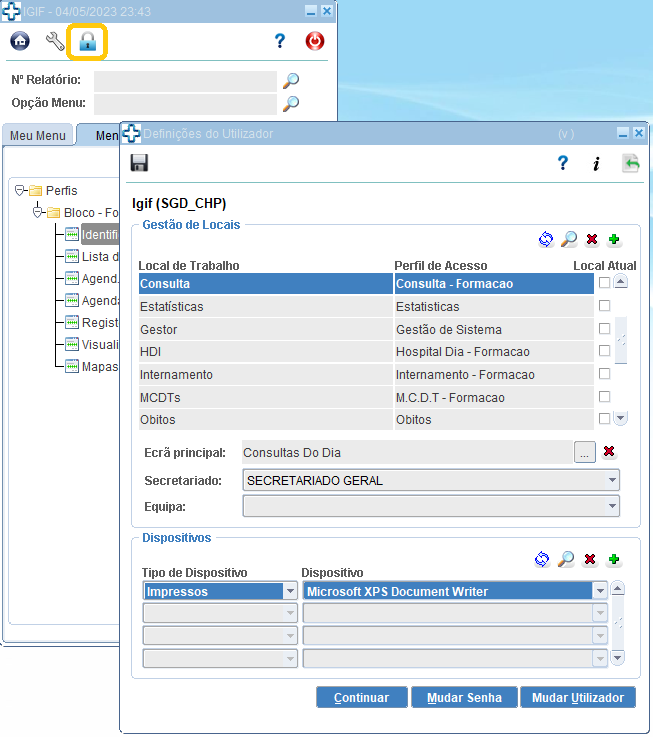 IGIF - 04/05/2023 23:43
?
Nº Relatório:
Opção Menu:
Meu Menu
Men
Perfis
Bloco - Fo
Identifi
Lista d
Agend.
Agenda
Registo
Visuali
Mapas
Definições do Utilizador (v )
? i
Igif (SGD_CHP)
Gestão de Locais
Local de Trabalho Perfil de Acesso Local Atual
Consulta Consulta - Formacao
Estatísticas Estatisticas
Gestor Gestão de Sistema
HDI Hospital Dia - Formacao
Internamento Internamento - Formacao
MCDTs M.C.D.T - Formacao
Obitos Obitos
Ecrã principal: Consultas Do Dia ...
Secretariado: SECRETARIADO GERAL
Equipa:
Dispositivos
Tipo de Dispositivo Dispositivo
Impressos Microsoft XPS Document Writer
Continuar Mudar Senha Mudar Utilizador